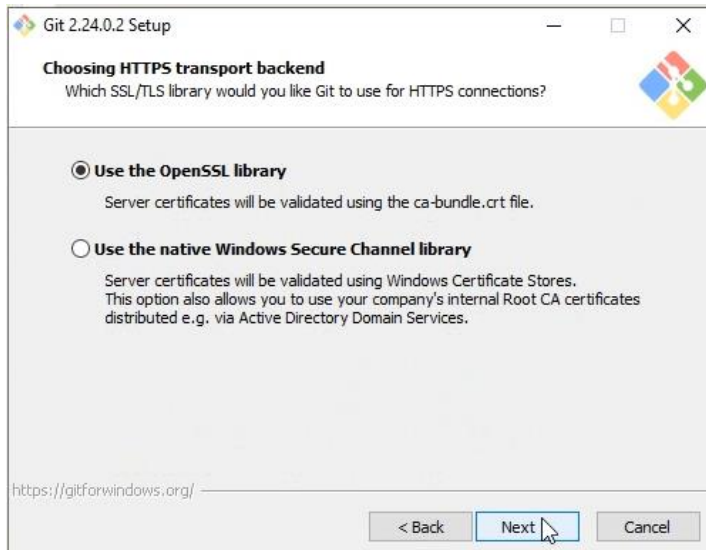 Git 2.24.0.2 Setup
Choosing HTTPS transport backend
Which SSL/TLS library would you like Git to use for HTTPS connections?
Use the OpenSSL library
Server certificates will be validated using the ca-bundle.crt file.
Use the native Windows Secure Channel library
Server certificates will be validated using Windows Certificate Stores.
This option also allows you to use your company's internal Root CA certificates
distributed e.g. via Active Directory Domain Services.
https://gitforwindows.org/
< Back Next Cancel